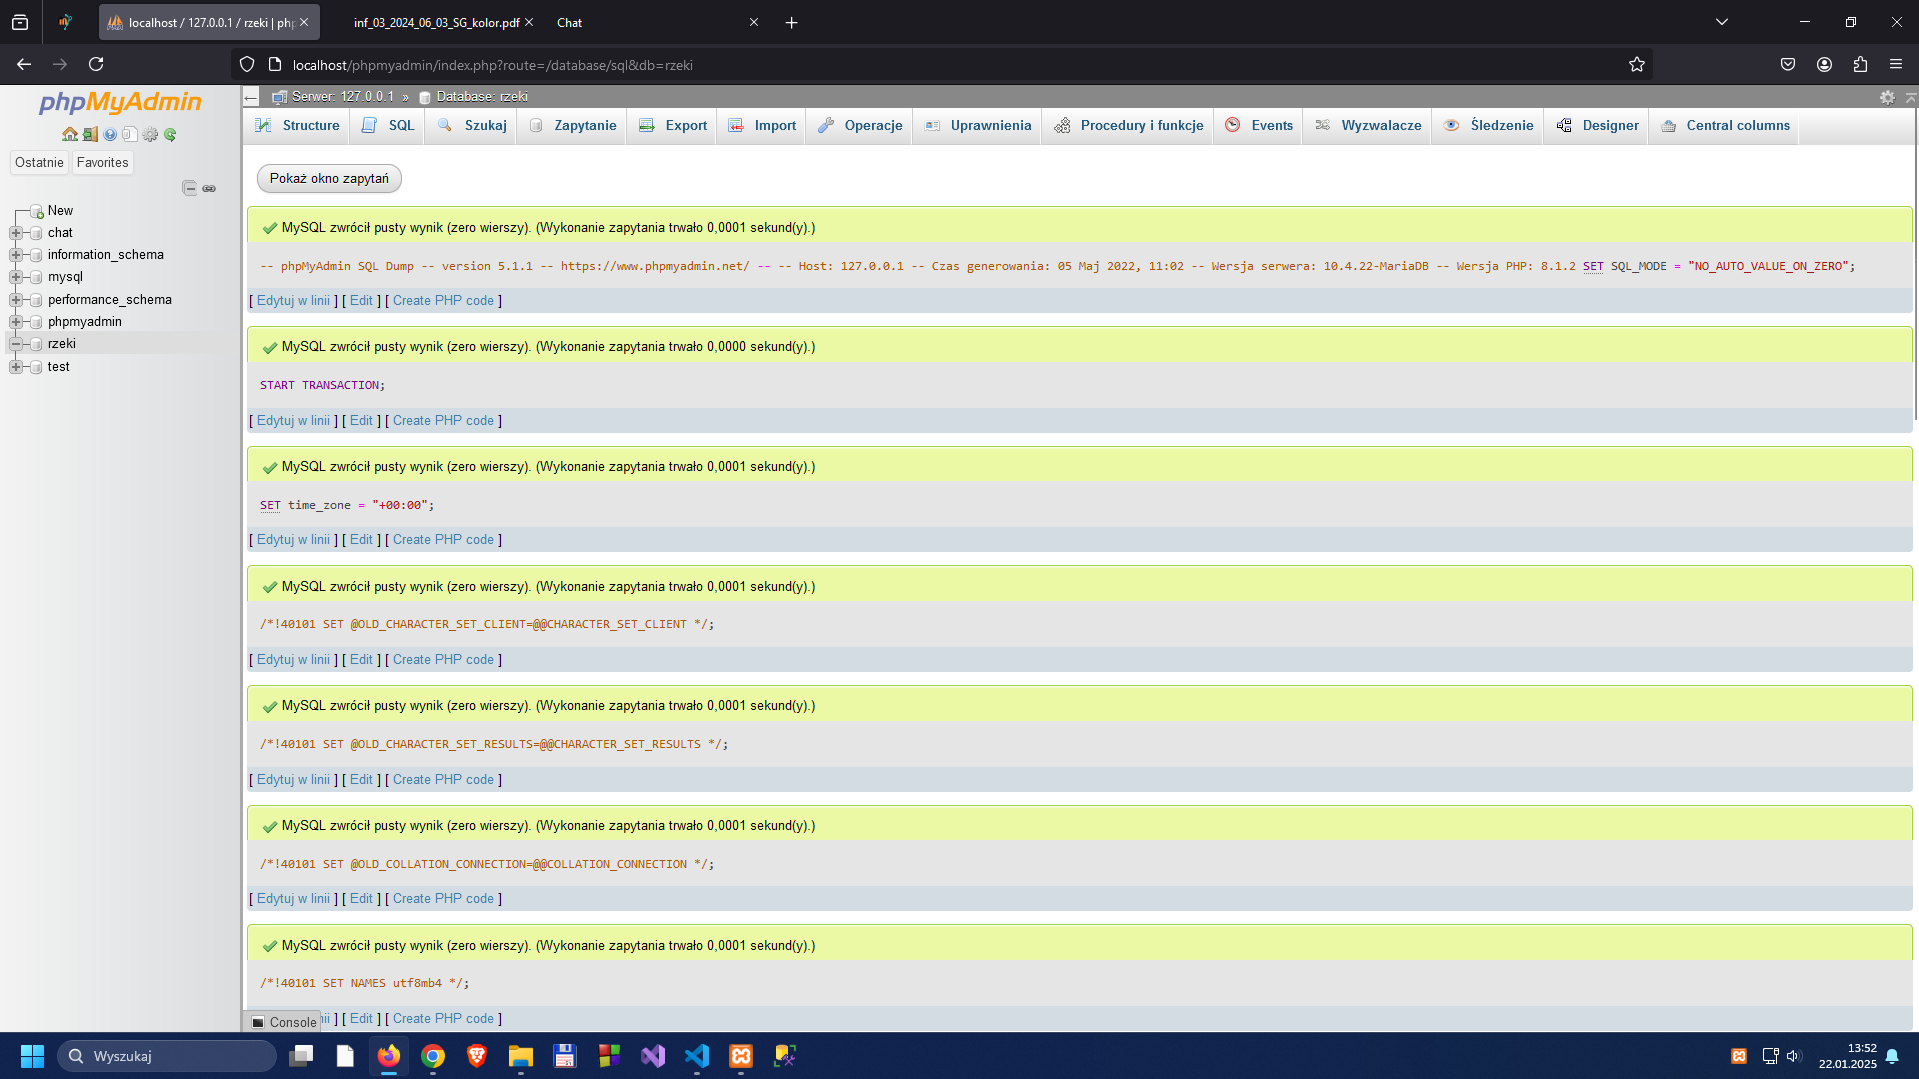 localhost / 127.0.0.1 / rzeki | php
inf_03_2024_06_03_SG_kolor.pdf
Chat
localhost/phpmyadmin/index.php?route=/database/sql&db=rzeki
phpMyAdmin
Ostatnie
Favorites
New
chat
information_schema
mysql
performance_schema
phpmyadmin
rzeki
test
Serwer: 127.0.0.1 » Database: rzeki
Structure
SQL
Szukaj
Zapytanie
Export
Import
Operacje
Uprawnienia
Procedury i funkcje
Events
Wyzwalacze
Śledzenie
Designer
Central columns
Pokaż okno zapytań
MySQL zwrócił pusty wynik (zero wierszy). (Wykonanie zapytania trwało 0,0001 sekund(y).)
-- phpMyAdmin SQL Dump -- version 5.1.1 -- https://www.phpmyadmin.net/ -- -- Host: 127.0.0.1 -- Czas generowania: 05 Maj 2022, 11:02 -- Wersja serwera: 10.4.22-MariaDB -- Wersja PHP: 8.1.2 SET SQL_MODE = "NO_AUTO_VALUE_ON_ZERO";
[ Edytuj w linii ] [ Edit ] [ Create PHP code ]
MySQL zwrócił pusty wynik (zero wierszy). (Wykonanie zapytania trwało 0,0000 sekund(y).)
START TRANSACTION;
[ Edytuj w linii ] [ Edit ] [ Create PHP code ]
MySQL zwrócił pusty wynik (zero wierszy). (Wykonanie zapytania trwało 0,0001 sekund(y).)
SET time_zone = "+00:00";
[ Edytuj w linii ] [ Edit ] [ Create PHP code ]
MySQL zwrócił pusty wynik (zero wierszy). (Wykonanie zapytania trwało 0,0001 sekund(y).)
/*!40101 SET @OLD_CHARACTER_SET_CLIENT=@@CHARACTER_SET_CLIENT */;
[ Edytuj w linii ] [ Edit ] [ Create PHP code ]
MySQL zwrócił pusty wynik (zero wierszy). (Wykonanie zapytania trwało 0,0001 sekund(y).)
/*!40101 SET @OLD_CHARACTER_SET_RESULTS=@@CHARACTER_SET_RESULTS */;
[ Edytuj w linii ] [ Edit ] [ Create PHP code ]
MySQL zwrócił pusty wynik (zero wierszy). (Wykonanie zapytania trwało 0,0001 sekund(y).)
/*!40101 SET @OLD_COLLATION_CONNECTION=@@COLLATION_CONNECTION */;
[ Edytuj w linii ] [ Edit ] [ Create PHP code ]
MySQL zwrócił pusty wynik (zero wierszy). (Wykonanie zapytania trwało 0,0001 sekund(y).)
/*!40101 SET NAMES utf8mb4 */;
Console nii ] [ Edit ] [ Create PHP code ]
Wyszukaj
13:52
22.01.2025